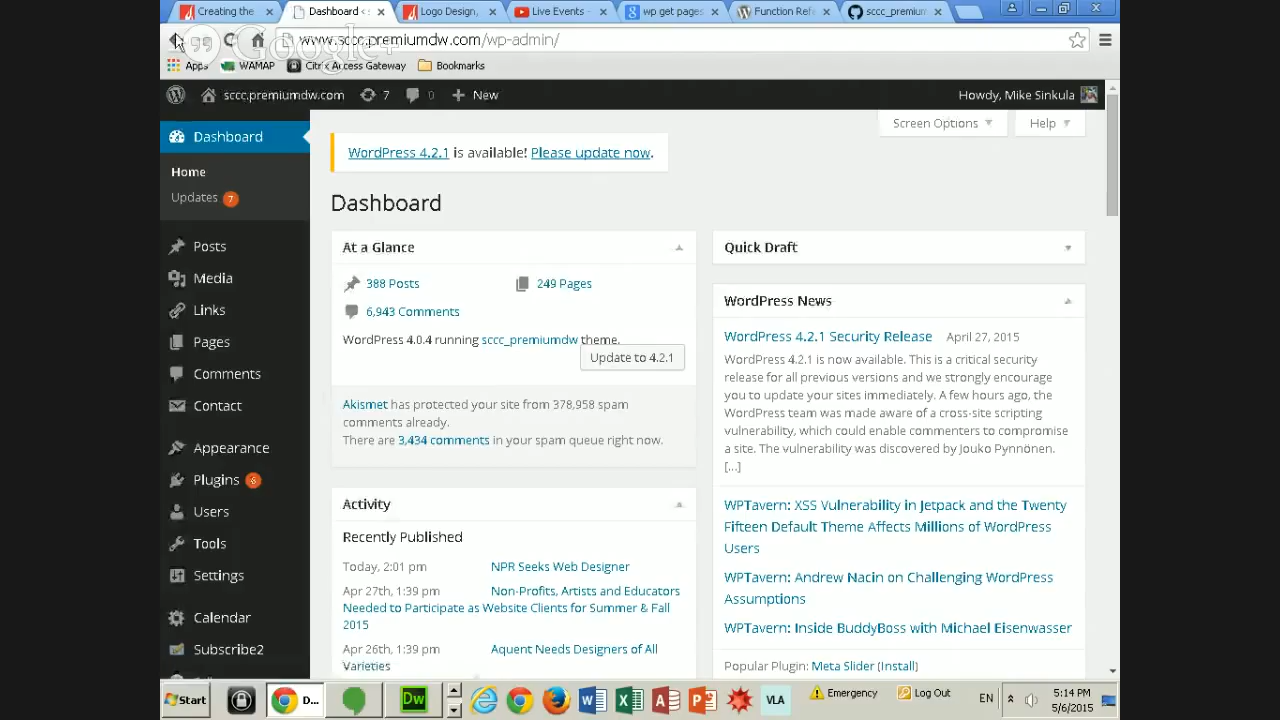 Creating the
Dashboard
Logo Design,
Live Events -
wp get pages
Function Ref
sccc_premiumdw
Google+
www.sccc.premiumdw.com/wp-admin/
Apps
WAMAP
Citrix Access Gateway
Bookmarks
sccc.premiumdw.com
7
0
New
Howdy, Mike Sinkula
Screen Options
Help
Dashboard
Home
Updates 7
Posts
Media
Links
Pages
Comments
Contact
Appearance
Plugins 6
Users
Tools
Settings
Calendar
Subscribe2
WordPress 4.2.1 is available! Please update now.
Dashboard
At a Glance
388 Posts
249 Pages
6,943 Comments
WordPress 4.0.4 running sccc_premiumdw theme.
Update to 4.2.1
Akismet has protected your site from 378,958 spam
comments already.
There are 3,434 comments in your spam queue right now.
Activity
Recently Published
Today, 2:01 pm NPR Seeks Web Designer
Apr 27th, 1:39 pm Non-Profits, Artists and Educators
Needed to Participate as Website Clients for Summer & Fall
2015
Apr 26th, 1:39 pm Aquent Needs Designers of All
Varieties
Quick Draft
WordPress News
WordPress 4.2.1 Security Release April 27, 2015
WordPress 4.2.1 is now available. This is a critical security
release for all previous versions and we strongly encourage
you to update your sites immediately. A few hours ago, the
WordPress team was made aware of a cross-site scripting
vulnerability, which could enable commenters to compromise
a site. The vulnerability was discovered by Jouko Pynnönen.
[…]
WPTavern: XSS Vulnerability in Jetpack and the Twenty
Fifteen Default Theme Affects Millions of WordPress
Users
WPTavern: Andrew Nacin on Challenging WordPress
Assumptions
WPTavern: Inside BuddyBoss with Michael Eisenwasser
Popular Plugin: Meta Slider (Install)
Start
D...
Dw
VLA
Emergency
Log Out
EN
5:14 PM
5/6/2015